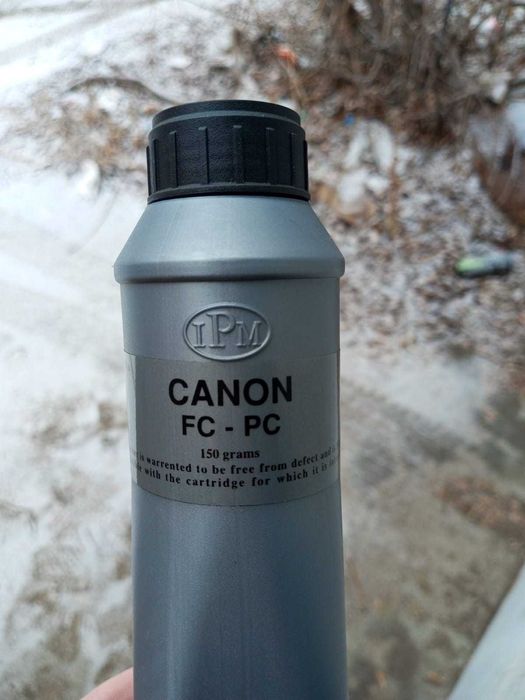 IPM
CANON
FC - PC
150 grams
is warrented to be free from defect and
with the cartridge for which it is